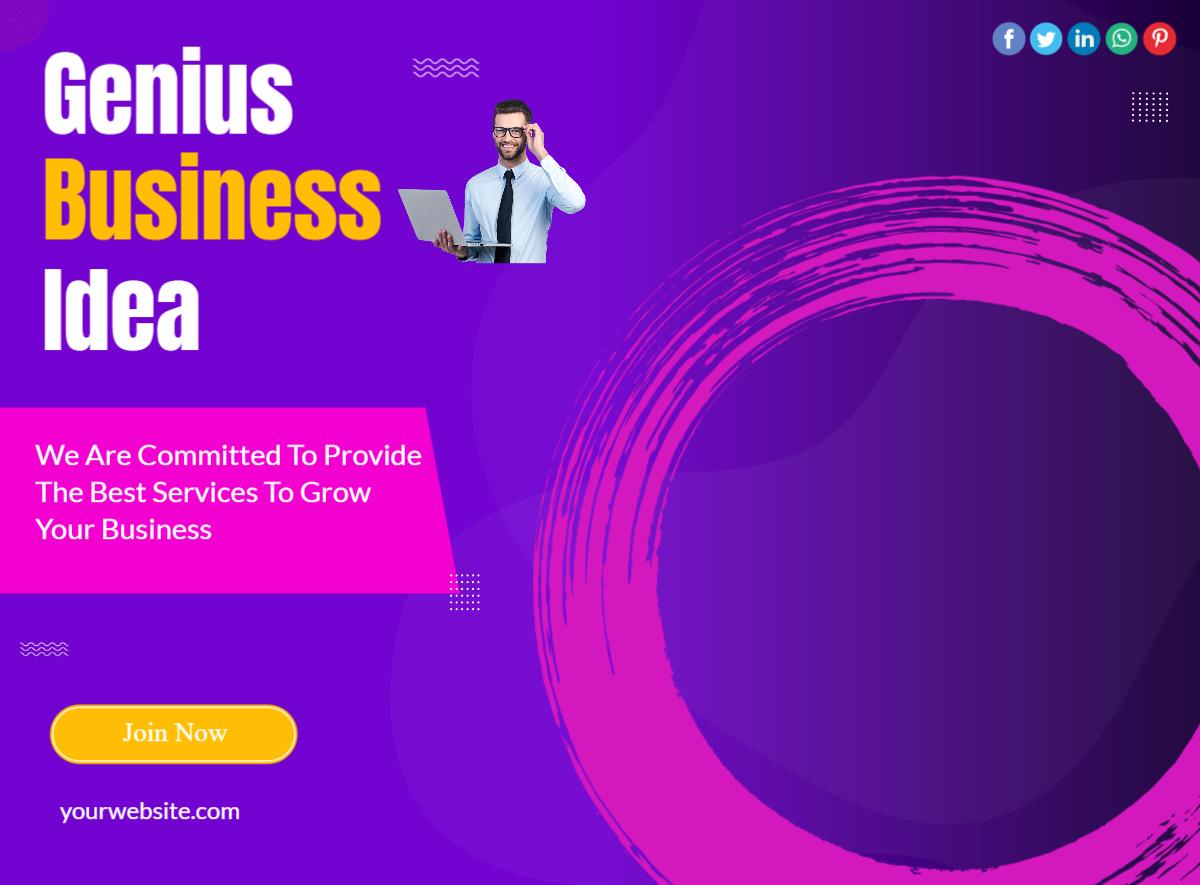 Genius
Business
Idea
We Are Committed To Provide
The Best Services To Grow
Your Business
Join Now
yourwebsite.com